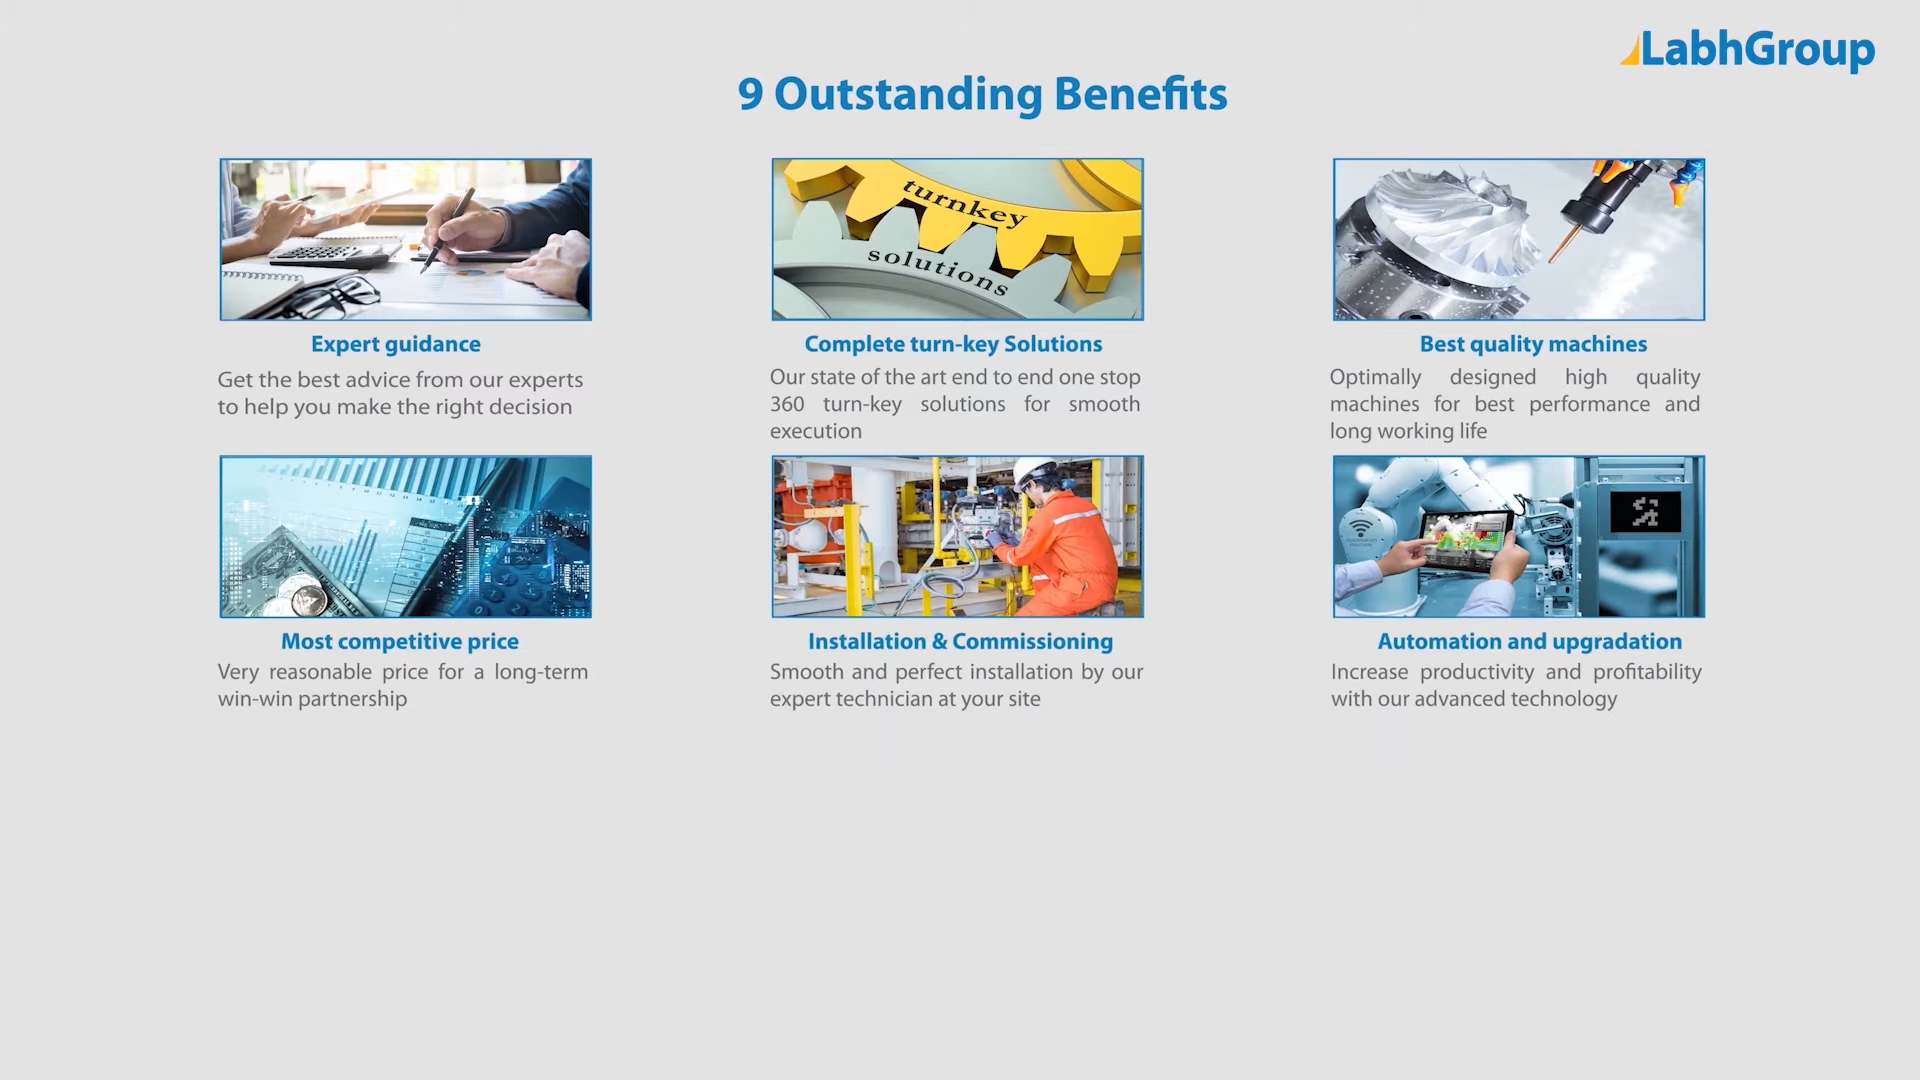 LabhGroup
9 Outstanding Benefits
turnkey
solutions
Expert guidance
Get the best advice from our experts
to help you make the right decision
Complete turn-key Solutions
Our state of the art end to end one stop
360 turn-key solutions for smooth
execution
Best quality machines
Optimally designed high quality
machines for best performance and
long working life
Most competitive price
Very reasonable price for a long-term
win-win partnership
Installation & Commissioning
Smooth and perfect installation by our
expert technician at your site
Automation and upgradation
Increase productivity and profitability
with our advanced technology